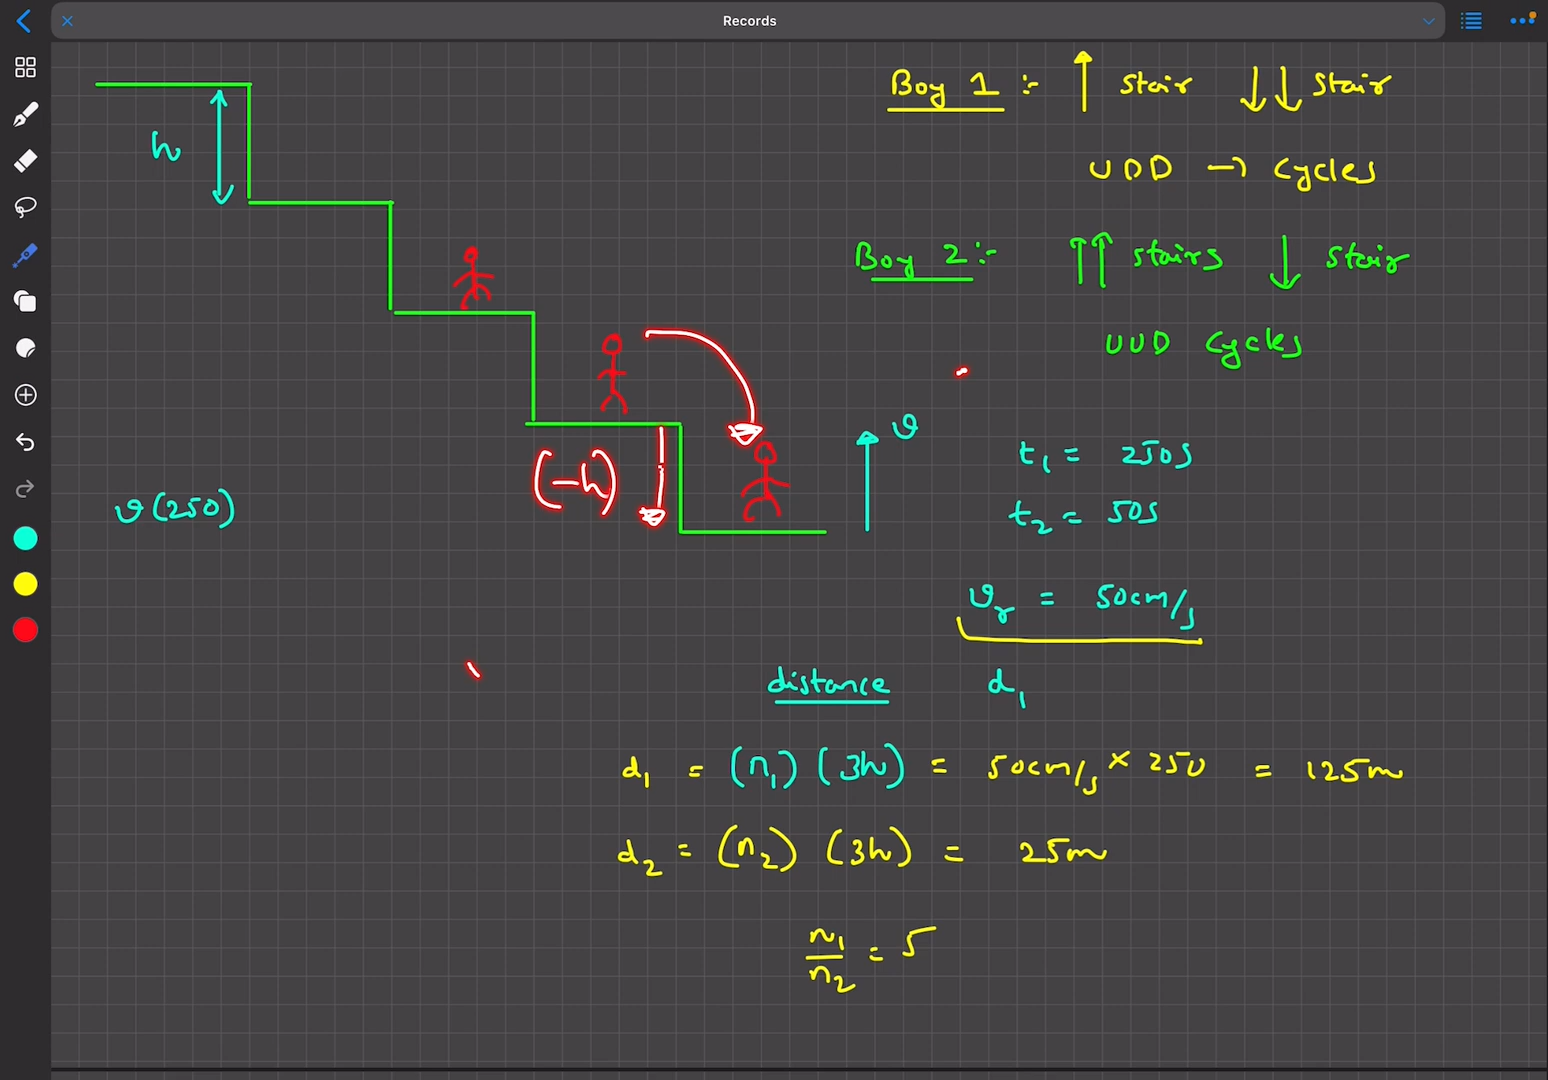 Records
h
Boy 1 :- ↑ stair ↓↓ stair
UDD → cycles
Boy 2 :- ↑↑ stairs ↓ stair
UUD cycles
(-h)
v
v(250)
t₁ = 250s
t₂ = 50s
vᵣ = 50cm/s
distance d₁
d₁ = (n₁) (3h) = 50cm/s × 250 = 125m
d₂ = (n₂) (3h) = 25m
n₁/n₂ = 5